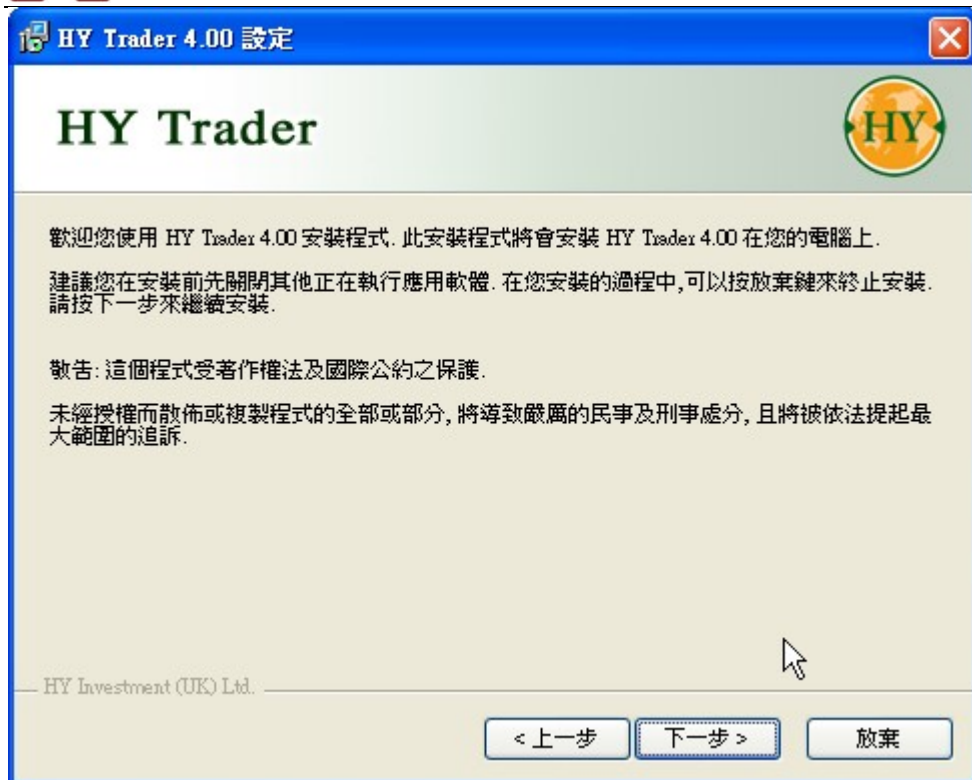 HY Trader 4.00 設定
HY Trader
HY
歡迎您使用 HY Trader 4.00 安裝程式. 此安裝程式將會安裝 HY Trader 4.00 在您的電腦上.
建議您在安裝前先關閉其他正在執行應用軟體. 在您安裝的過程中,可以按放棄鍵來終止安裝.
請按下一步來繼續安裝.
敬告: 這個程式受著作權法及國際公約之保護.
未經授權而散佈或複製程式的全部或部分, 將導致嚴厲的民事及刑事處分, 且將被依法提起最
大範圍的追訴.
HY Investment (UK) Ltd.
< 上一步
下一步 >
放棄